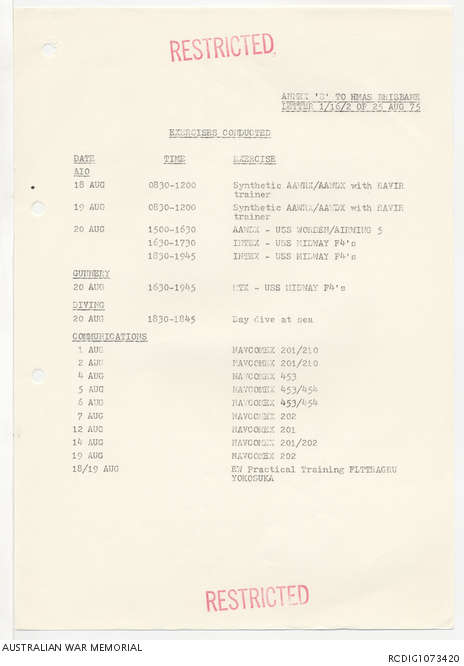 RESTRICTED
ANNEX 'G' TO HMAS BRISBANE
LETTER 1/16/2 OF 25 AUG 75
EXERCISES CONDUCTED
DATE TIME EXERCISE
AIO
18 AUG 0830-1200 Synthetic AAWEX/AAWDX with NAVIR
trainer
19 AUG 0830-1200 Synthetic AAWEX/AAWDX with NAVIR
trainer
20 AUG 1500-1630 AAWDX - USS WORDEN/AIRWING 5
1630-1730 INTEX - USS MIDWAY F4's
1830-1945 INTEX - USS MIDWAY F4's
GUNNERY
20 AUG 1630-1945 - USS MIDWAY F4's
DIVING
20 AUG 1830-1845 Day dive at sea
COMMUNICATIONS
1 AUG NAVCOMEX 201/210
2 AUG NAVCOMEX 201/210
4 AUG NAVCOMEX 453
5 AUG NAVCOMEX 453/454
6 AUG NAVCOMEX 453/454
7 AUG NAVCOMEX 202
12 AUG NAVCOMEX 201
14 AUG NAVCOMEX 201/202
19 AUG NAVCOMEX 202
18/19 AUG EW Practical Training FLTTRAGRU
YOKOSUKA
RESTRICTED
AUSTRALIAN WAR MEMORIAL RCDIG1073420